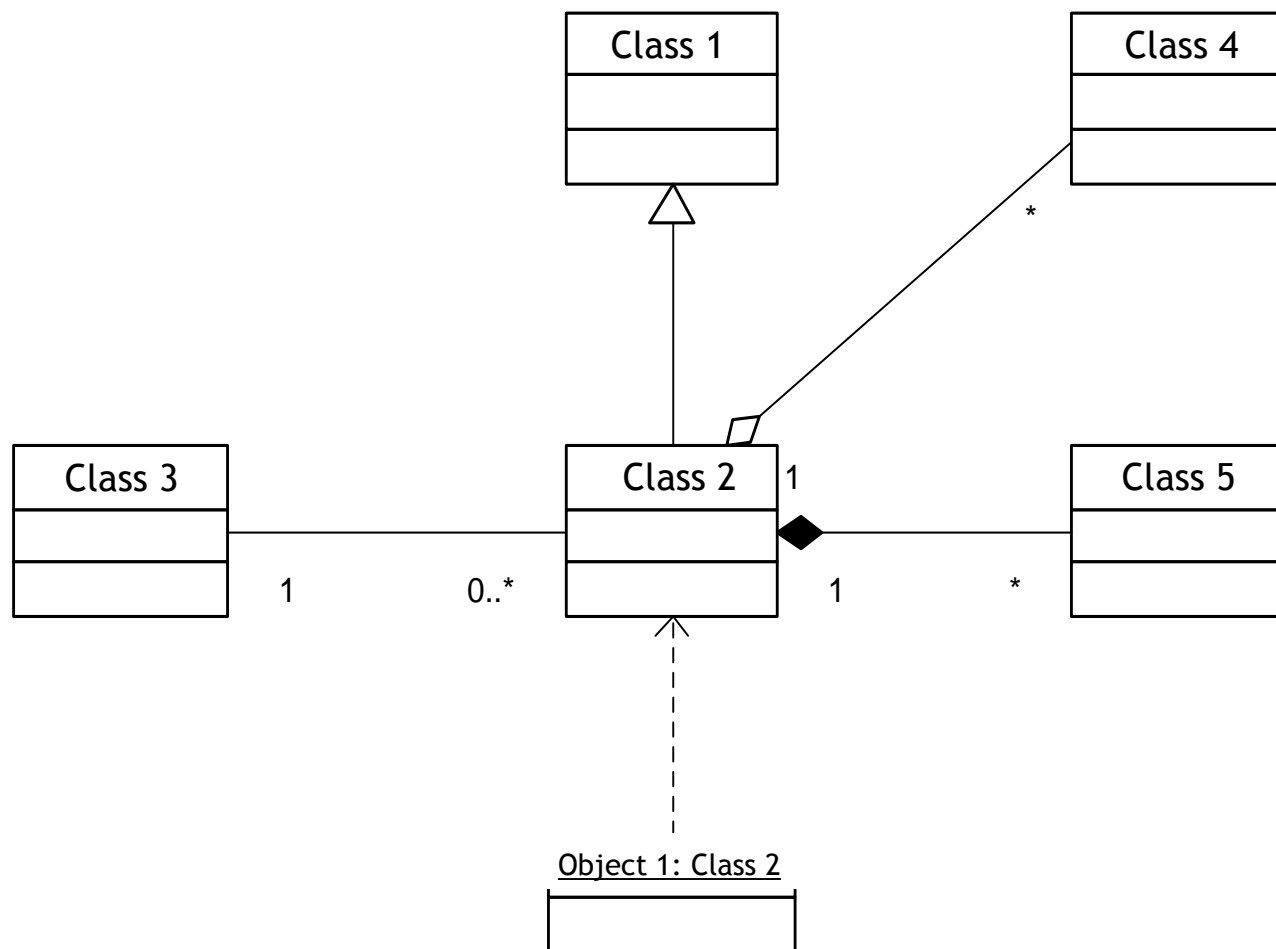 Class 1
Class 4
*
Class 3
Class 2
1
Class 5
1
0..*
1
*
Object 1: Class 2